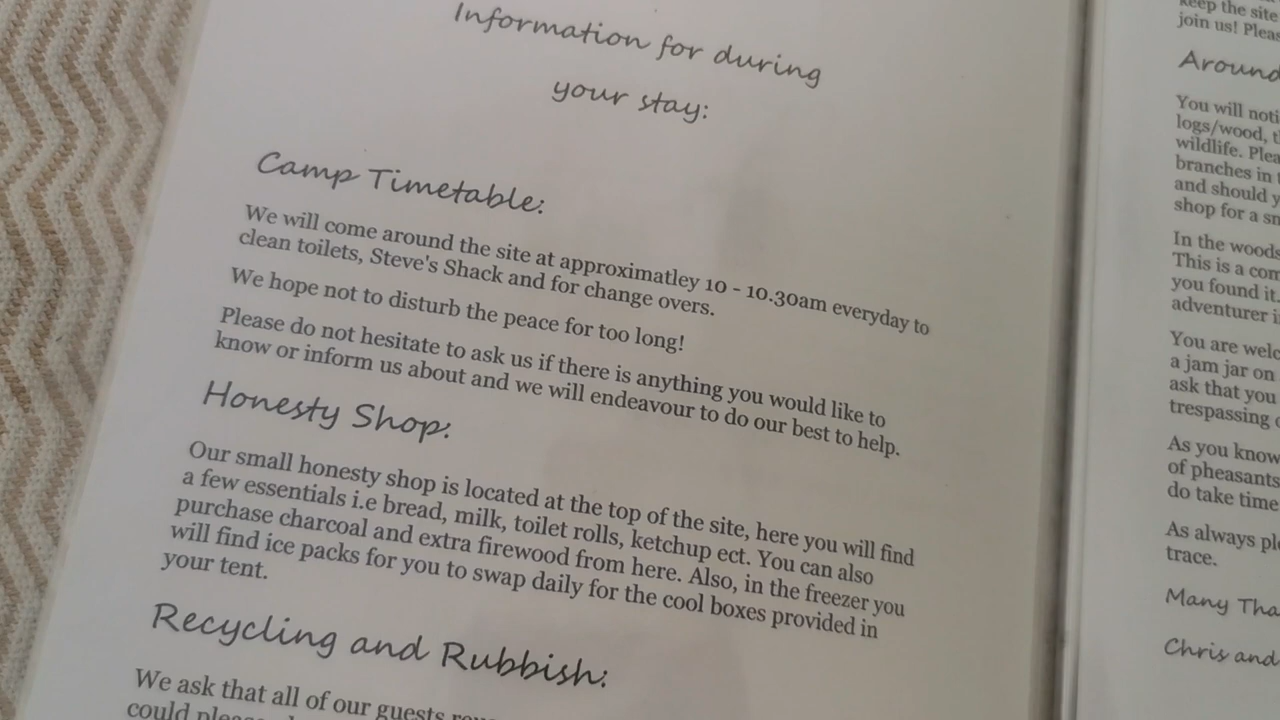 Information for during
your stay:
Camp Timetable:
We will come around the site at approximatley 10 - 10.30am everyday to
clean toilets, Steve's Shack and for change overs.
We hope not to disturb the peace for too long!
Please do not hesitate to ask us if there is anything you would like to
know or inform us about and we will endeavour to do our best to help.
Honesty Shop:
Our small honesty shop is located at the top of the site, here you will find
a few essentials i.e bread, milk, toilet rolls, ketchup ect. You can also
purchase charcoal and extra firewood from here. Also, in the freezer you
will find ice packs for you to swap daily for the cool boxes provided in
your tent.
Recycling and Rubbish:
We ask that all of our guests
could
keep the site
join us!
Around
You will
logs/wood,
wildlife.
branches in
and should
shop for a
In the woods
This is a
you found it.
adventurer
You are
a jam jar on
ask that you
trespassing
As you know
of pheasants
do take time
As always
trace.
Many
Chris and